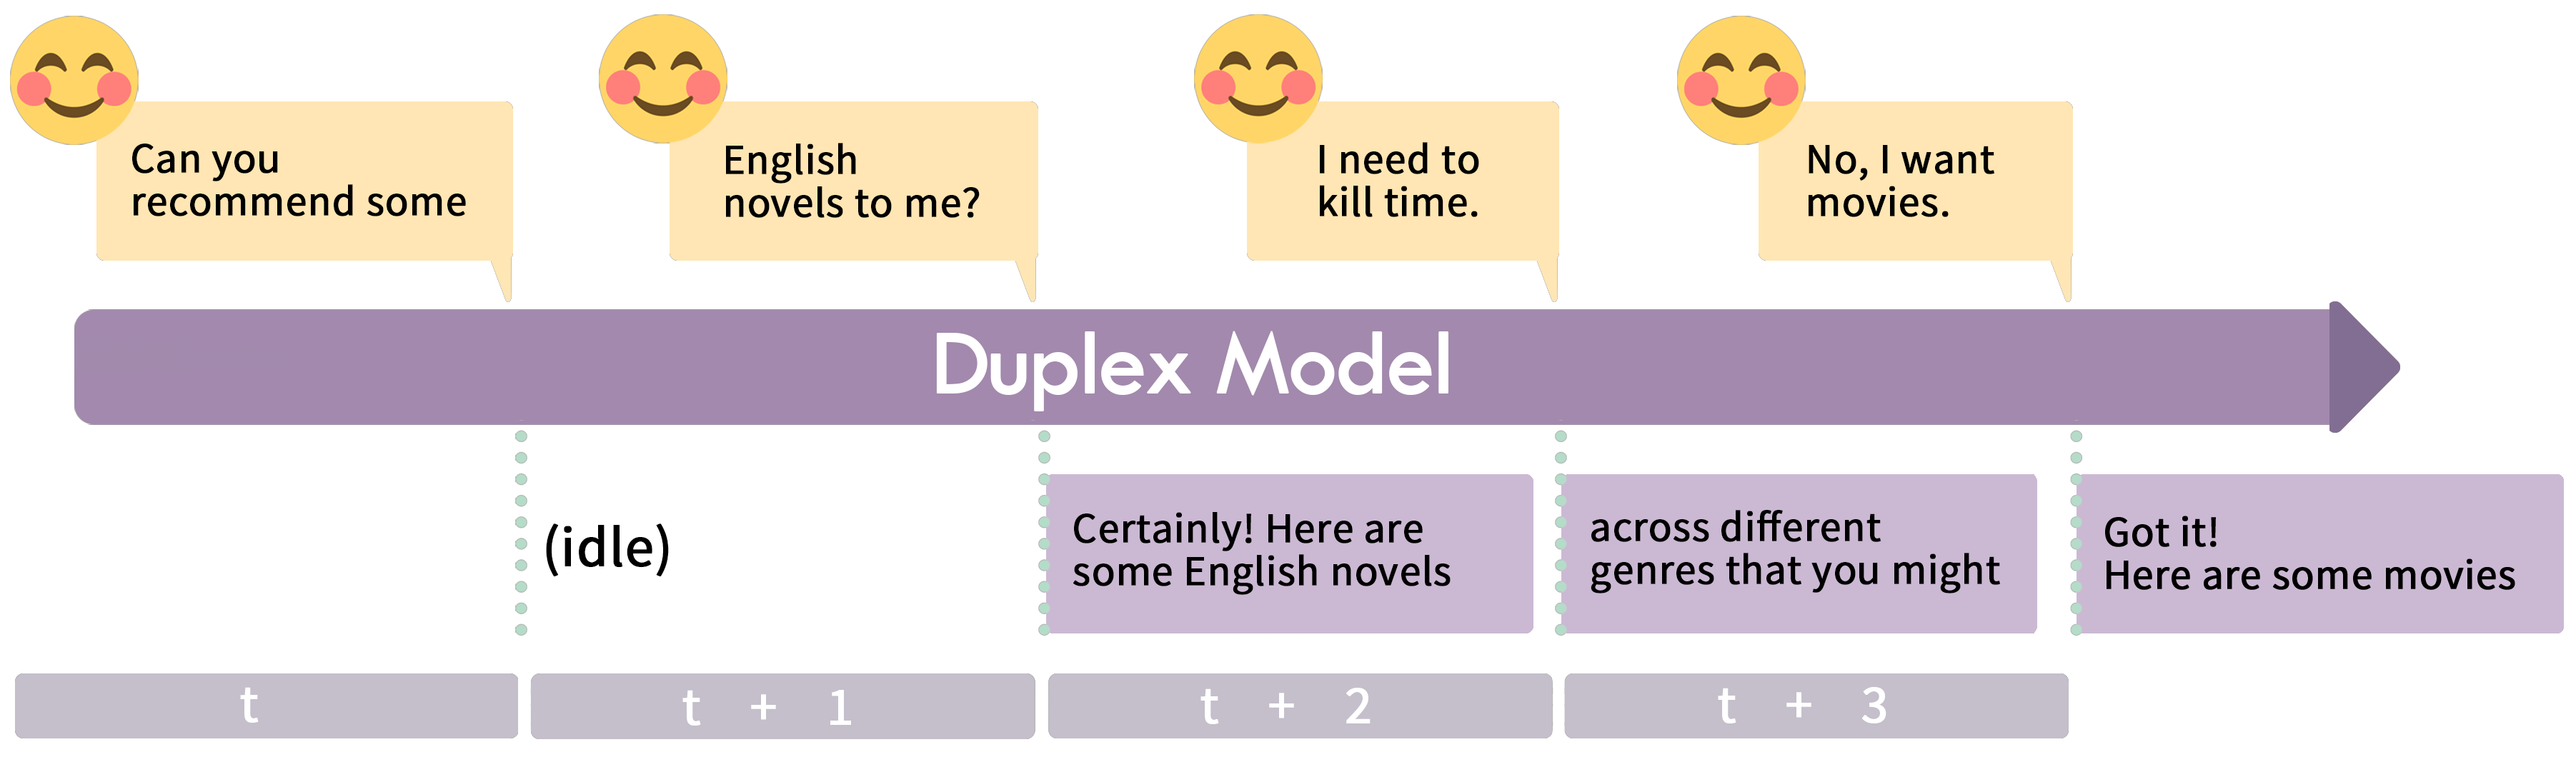 Can you
recommend some
English
novels to me?
I need to
kill time.
No, I want
movies.
Duplex Model
(idle)
Certainly! Here are
some English novels
across different
genres that you might
Got it!
Here are some movies
t
t + 1
t + 2
t + 3